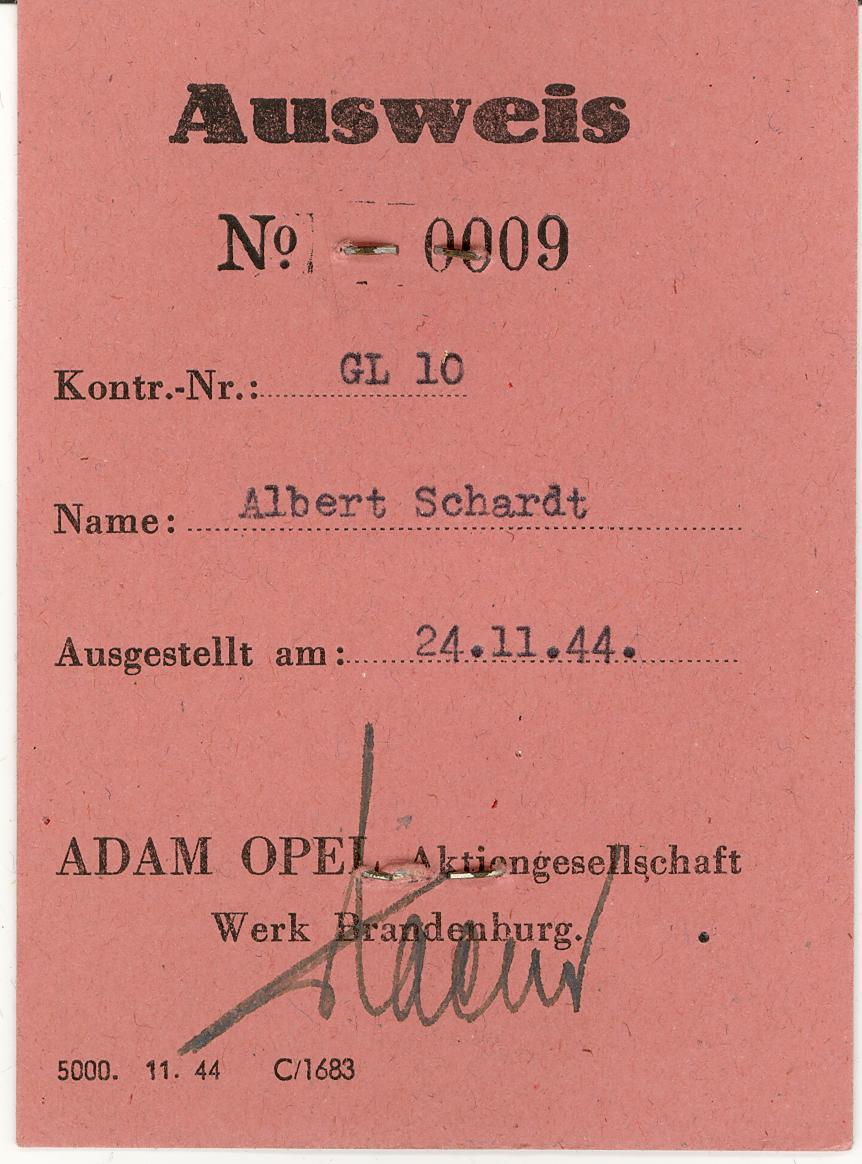 Ausweis
No - 0009
Kontr.-Nr.: GL 10
Name: Albert Schardt
Ausgestellt am: 24.11.44.
ADAM OPEL Aktiengesellschaft
Werk Brandenburg.
5000. 11. 44 C/1683